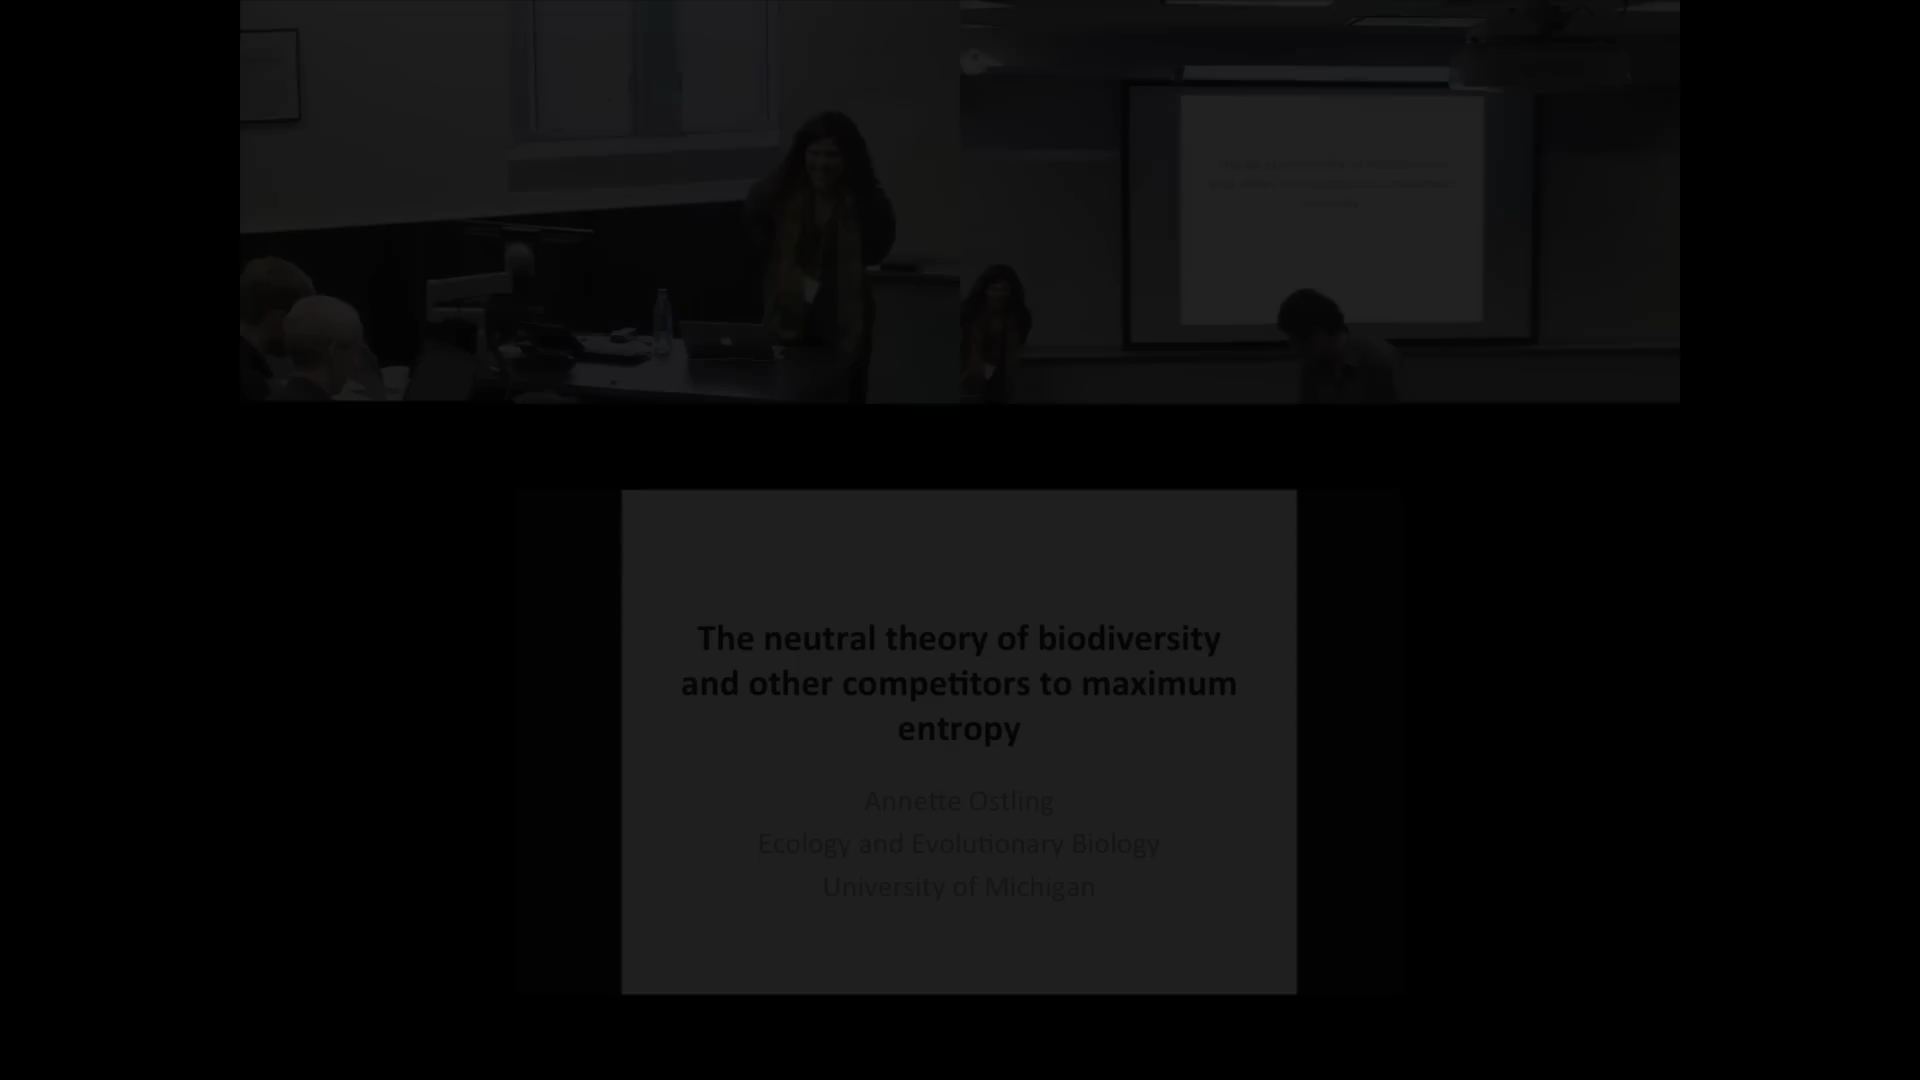 The neutral theory of biodiversity
and other competitors to maximum
entropy
Annette Ostling
Ecology and Evolutionary Biology
University of Michigan